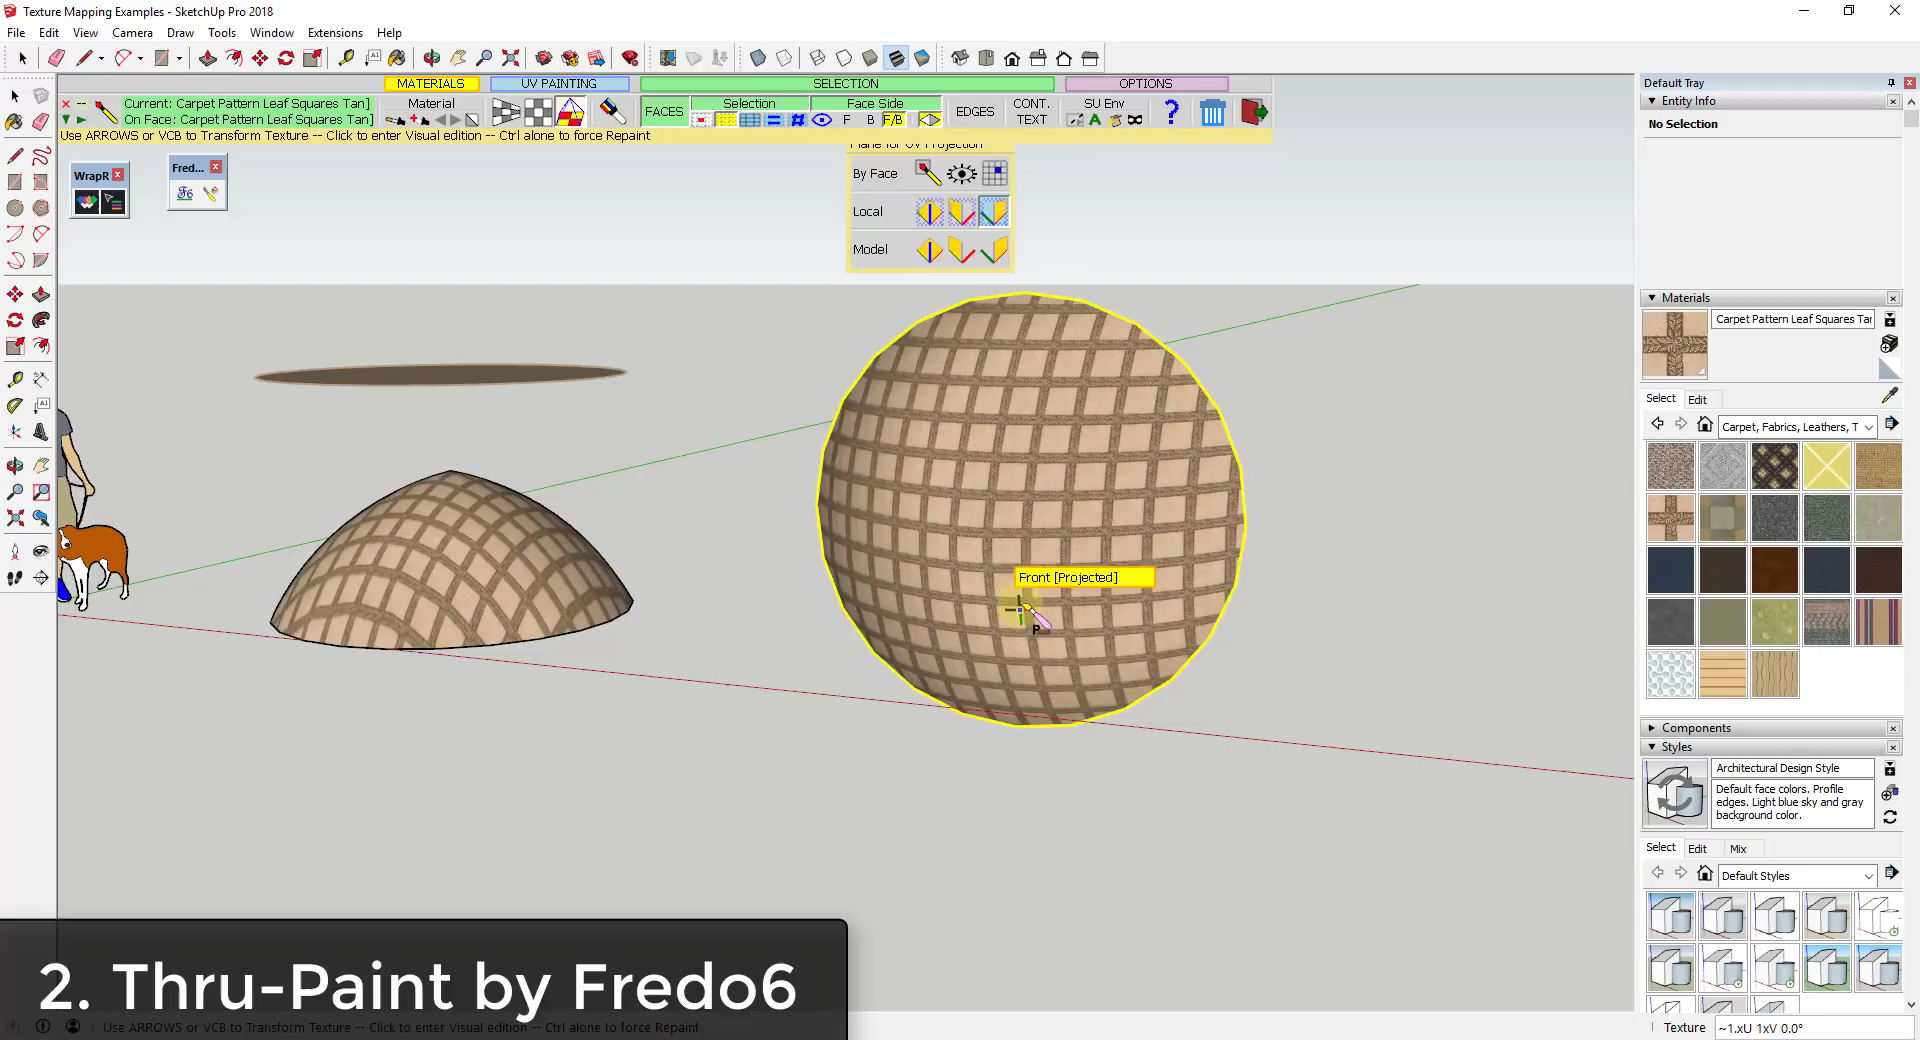 Texture Mapping Examples - SketchUp Pro 2018
File Edit View Camera Draw Tools Window Extensions Help
MATERIALS UV PAINTING SELECTION OPTIONS
Current: Carpet Pattern Leaf Squares Tan]
On Face: Carpet Pattern Leaf Squares Tan]
Material
FACES
Selection
Face Side
F B F/B
EDGES
CONT.
TEXT
SU Env
Use ARROWS or VCB to Transform Texture -- Click to enter Visual edition -- Ctrl alone to force Repaint
Plane for UV Projection
By Face
Local
Model
WrapR
Fred...
Front [Projected]
P
Default Tray
Entity Info
No Selection
Materials
Carpet Pattern Leaf Squares Tar
Select Edit
Carpet, Fabrics, Leathers, T
Components
Styles
Architectural Design Style
Default face colors. Profile
edges. Light blue sky and gray
background color.
Select Edit Mix
Default Styles
2. Thru-Paint by Fredo6
Use ARROWS or VCB to Transform Texture -- Click to enter Visual edition -- Ctrl alone to force Repaint
Texture ~1.xU 1xV 0.0°